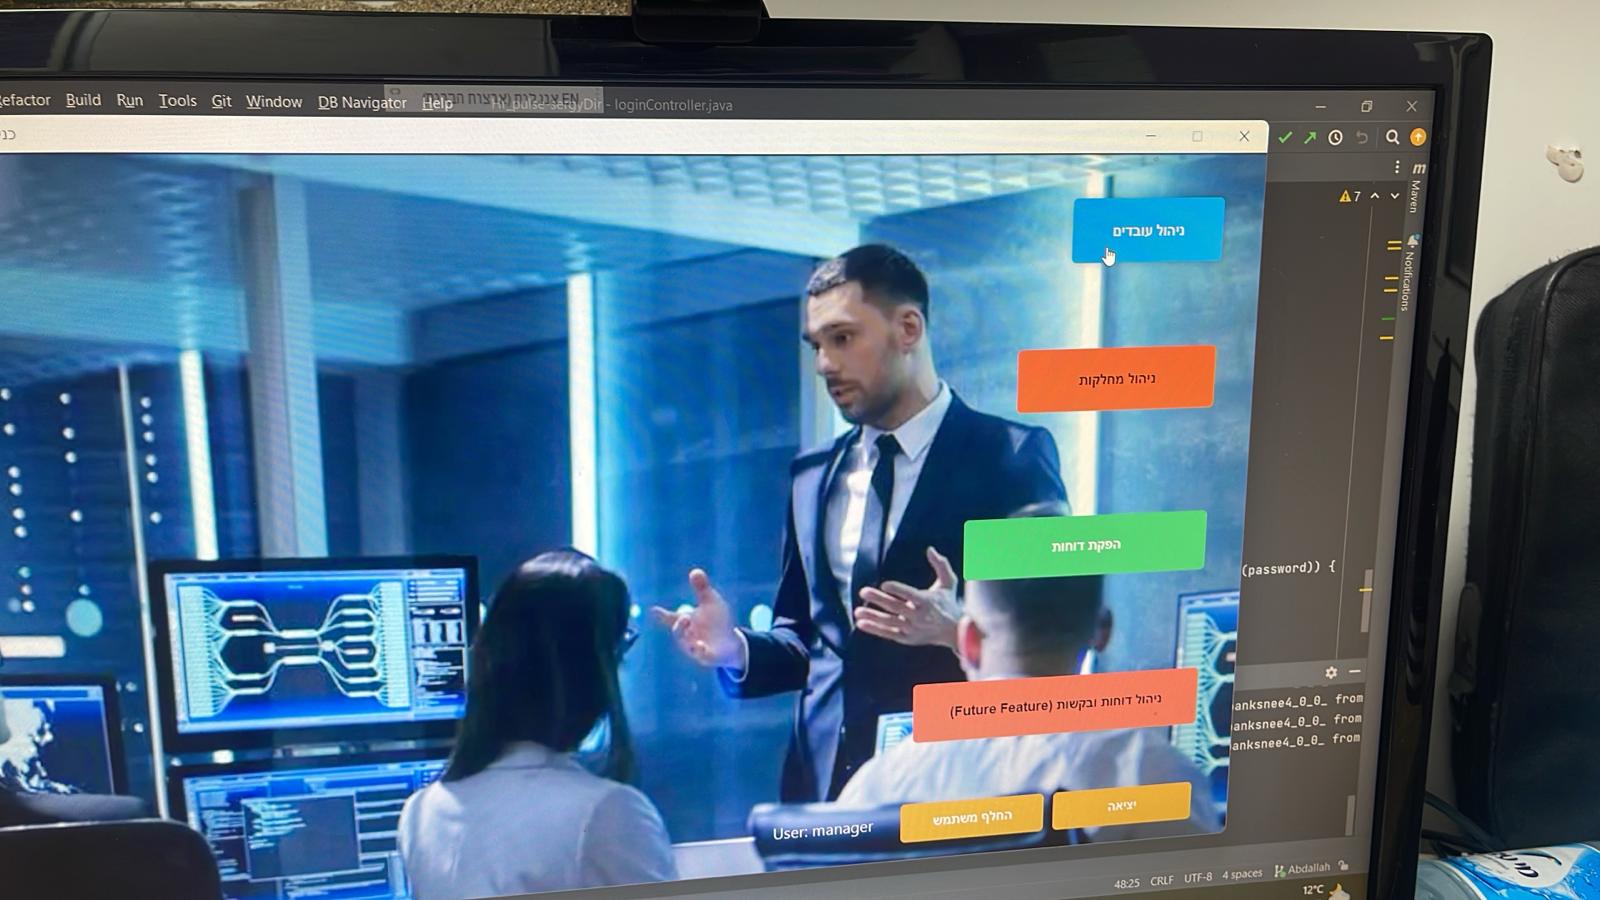 Refactor Build Run Tools Git Window DB Navigator Help
- loginController.java
7
Maven
Notifications
ניהול עובדים
ניהול מחלקות
הפקת דוחות
(password)) {
ניהול דוחות ובקשות (Future Feature)
anksnee4_0_0_ from
anksnee4_0_0_ from
anksnee4_0_0_ from
User: manager
החלף משתמש
יציאה
48:25 CRLF UTF-8 4 spaces Abdallah
12°C